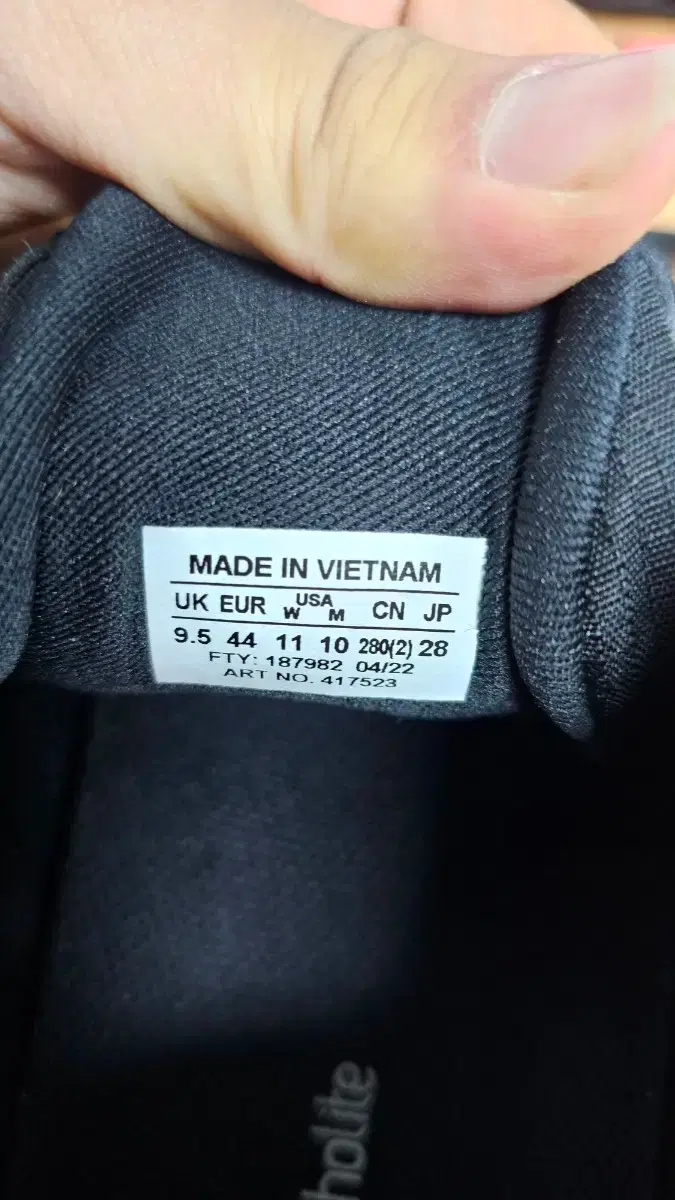 MADE IN VIETNAM
UK EUR USA W M CN JP
9.5 44 11 10 280(2) 28
FTY: 187982 04/22
ART NO. 417523
holite